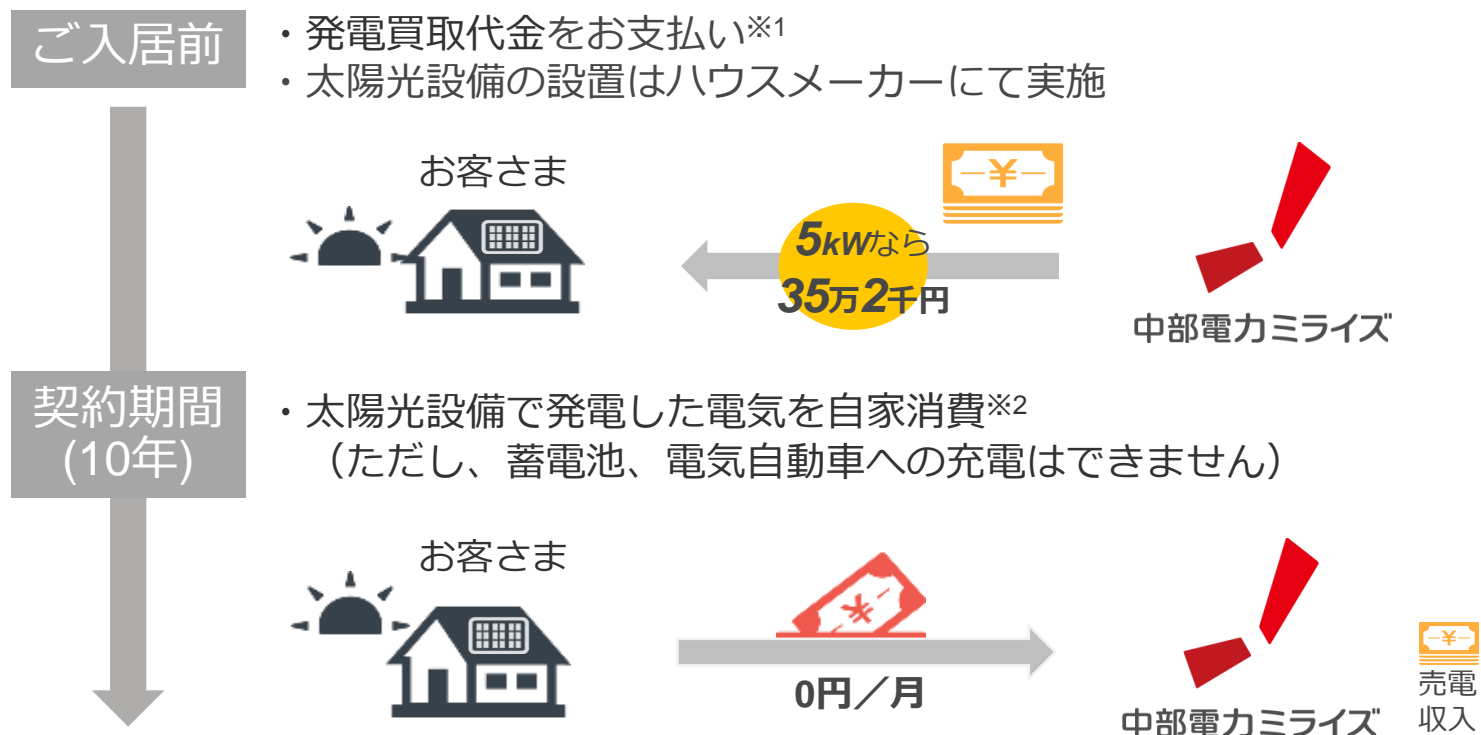 ご入居前
・発電買取代金をお支払い※1
・太陽光設備の設置はハウスメーカーにて実施
お客さま
¥
5kWなら
35万2千円
中部電力ミライズ
契約期間
(10年)
・太陽光設備で発電した電気を自家消費※2
（ただし、蓄電池、電気自動車への充電はできません）
お客さま
¥
0円／月
中部電力ミライズ
¥
売電
収入